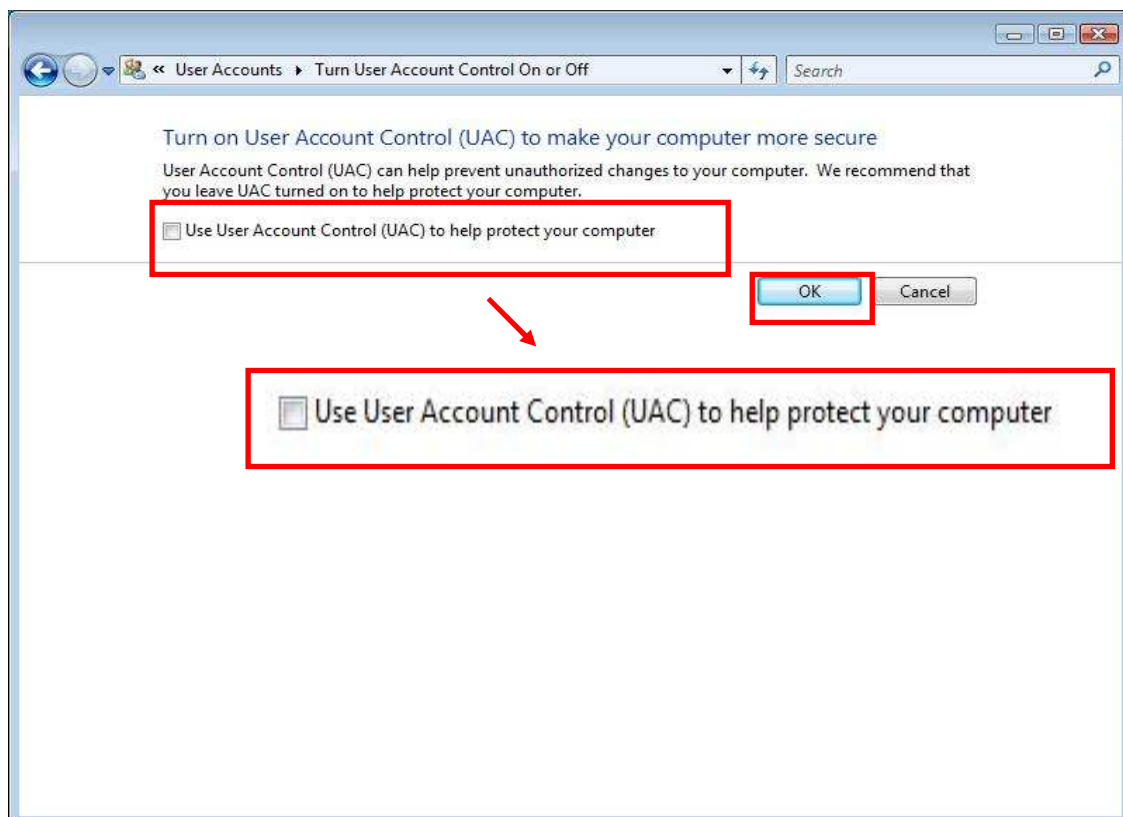 « User Accounts ▸ Turn User Account Control On or Off
Search
Turn on User Account Control (UAC) to make your computer more secure
User Account Control (UAC) can help prevent unauthorized changes to your computer. We recommend that
you leave UAC turned on to help protect your computer.
Use User Account Control (UAC) to help protect your computer
OK
Cancel
Use User Account Control (UAC) to help protect your computer